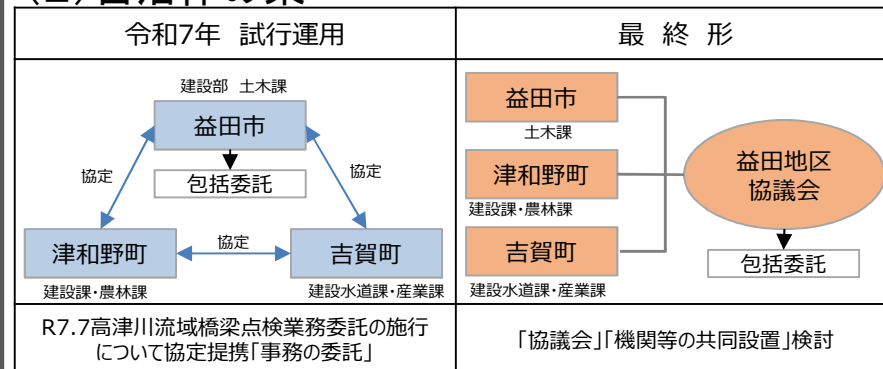 令和7年 試行運用
最 終 形
建設部 土木課
益田市
協定
協定
包括委託
津和野町
協定
吉賀町
建設課・農林課
建設水道課・産業課
益田市
土木課
津和野町
建設課・農林課
吉賀町
建設水道課・産業課
益田地区
協議会
包括委託
R7.7高津川流域橋梁点検業務委託の施行
について協定提携「事務の委託」
「協議会」「機関等の共同設置」検討